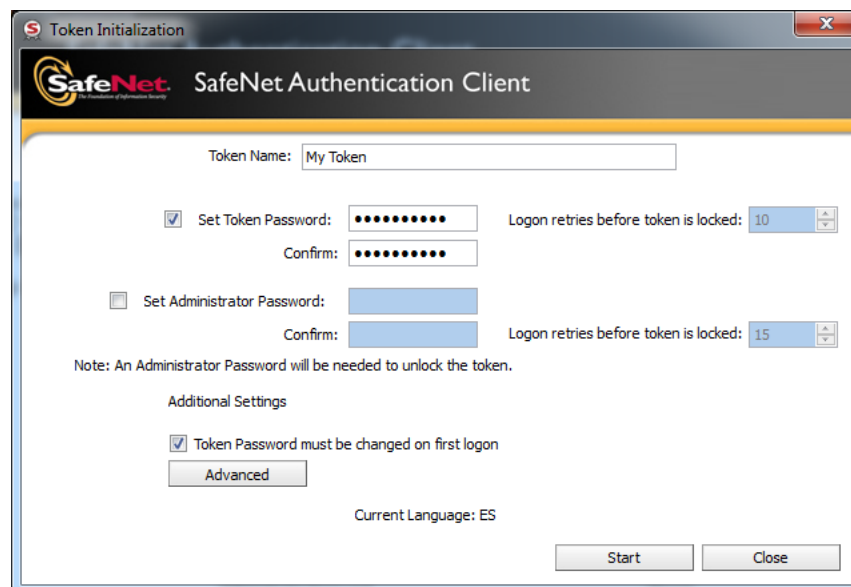 Token Initialization
SafeNet. SafeNet Authentication Client
The Foundation of Information Security
Token Name: My Token
Set Token Password: •••••••••• Logon retries before token is locked: 10
Confirm: ••••••••••
Set Administrator Password:
Confirm: Logon retries before token is locked: 15
Note: An Administrator Password will be needed to unlock the token.
Additional Settings
Token Password must be changed on first logon
Advanced
Current Language: ES
Start Close